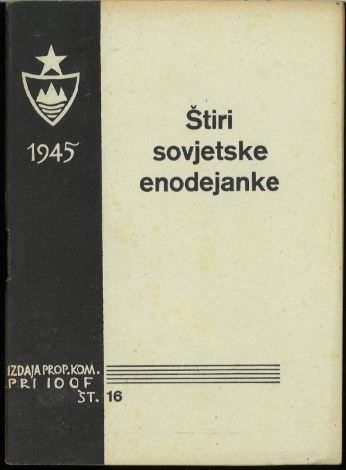 1945
Štiri
sovjetske
enodejanke
IZDAJA PROP. KOM.
PRI IOOF
ŠT. 16